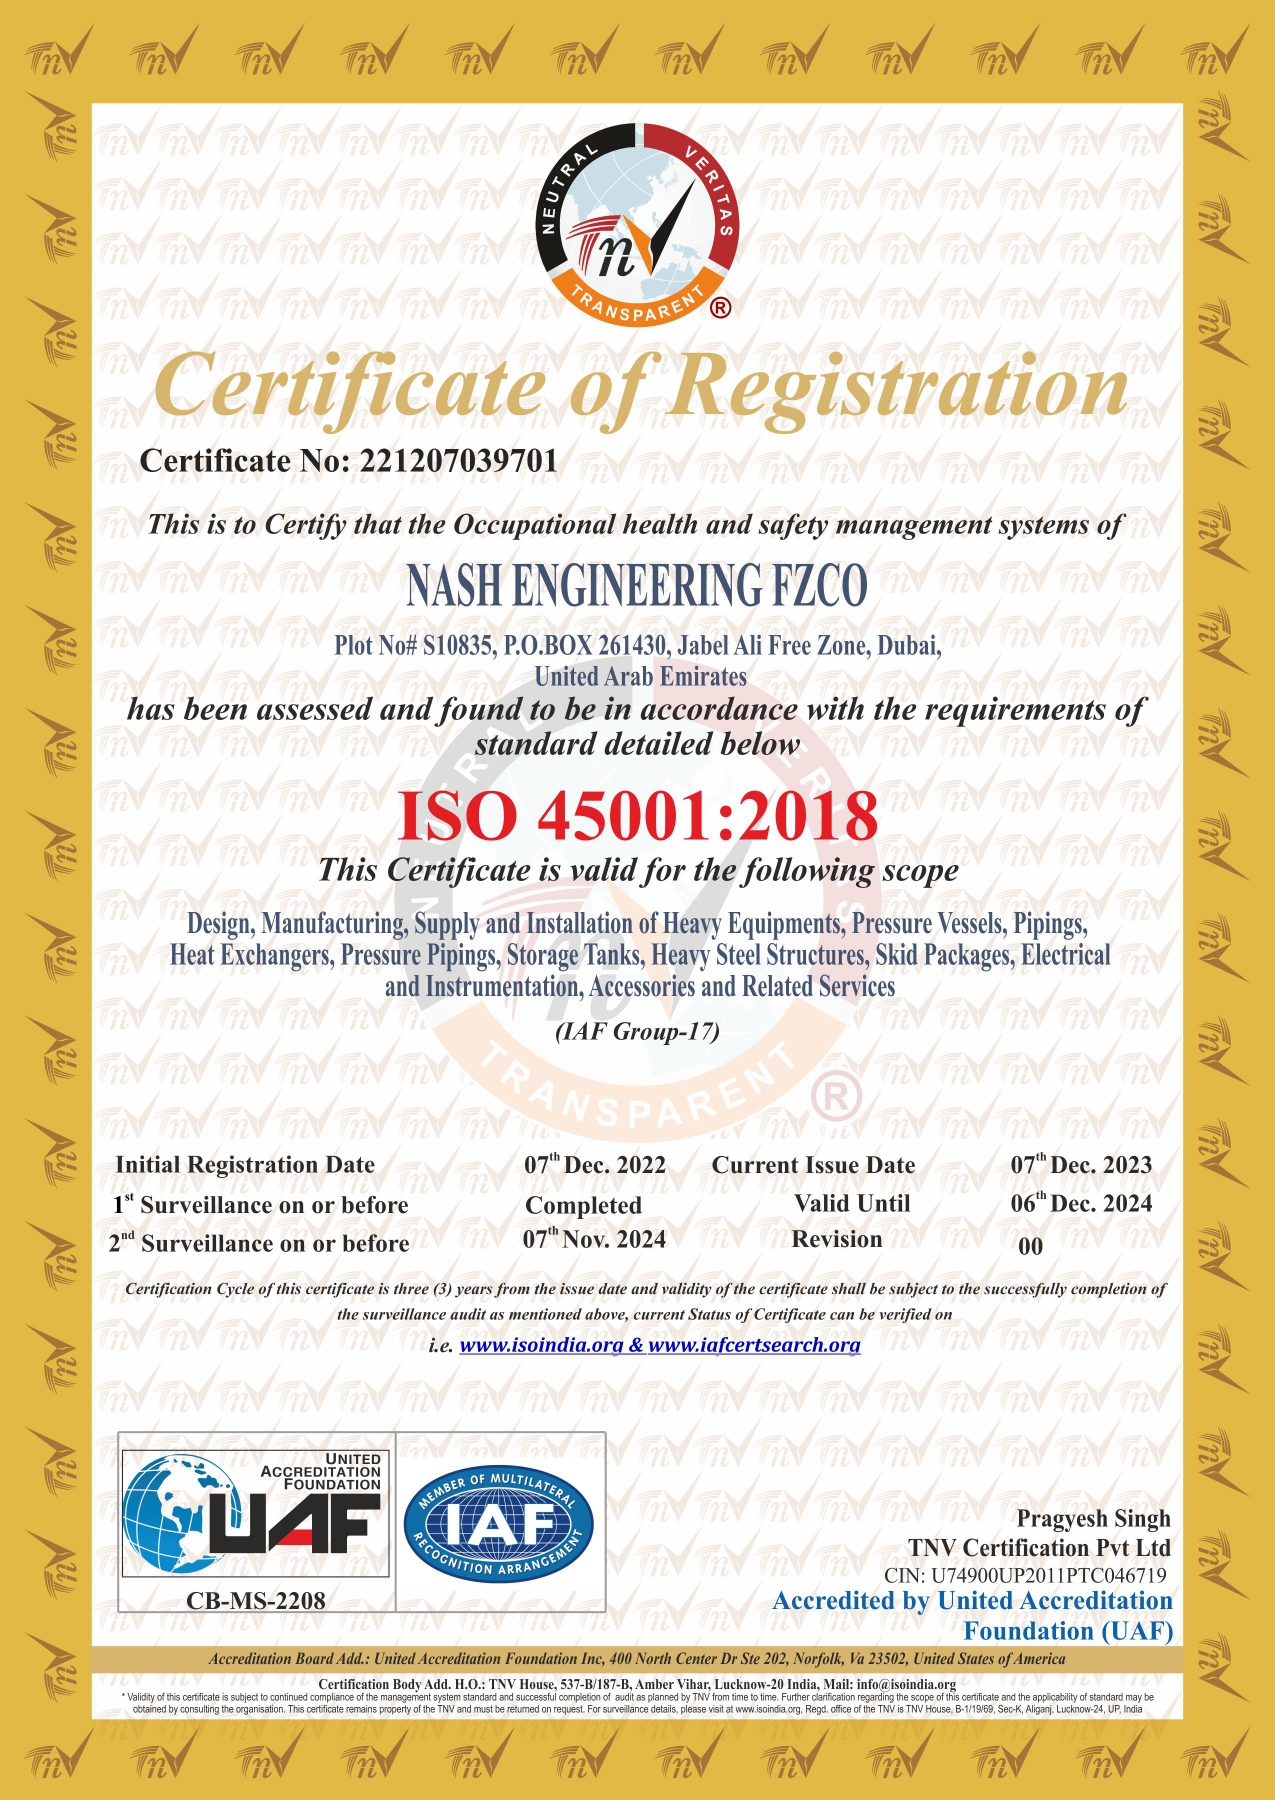 NEUTRAL VERITAS
TnV
TRANSPARENT ®
Certificate of Registration
Certificate No: 221207039701
This is to Certify that the Occupational health and safety management systems of
NASH ENGINEERING FZCO
Plot No# S10835, P.O.BOX 261430, Jabel Ali Free Zone, Dubai,
United Arab Emirates
has been assessed and found to be in accordance with the requirements of
standard detailed below
ISO 45001:2018
This Certificate is valid for the following scope
Design, Manufacturing, Supply and Installation of Heavy Equipments, Pressure Vessels, Pipings,
Heat Exchangers, Pressure Pipings, Storage Tanks, Heavy Steel Structures, Skid Packages, Electrical
and Instrumentation, Accessories and Related Services
(IAF Group-17)
Initial Registration Date 07th Dec. 2022 Current Issue Date 07th Dec. 2023
1st Surveillance on or before Completed Valid Until 06th Dec. 2024
2nd Surveillance on or before 07th Nov. 2024 Revision 00
Certification Cycle of this certificate is three (3) years from the issue date and validity of the certificate shall be subject to the successfully completion of
the surveillance audit as mentioned above, current Status of Certificate can be verified on
i.e. www.isoindia.org & www.iafcertsearch.org
UNITED
ACCREDITATION
FOUNDATION
UAF
CB-MS-2208
MEMBER OF MULTILATERAL
IAF
RECOGNITION ARRANGEMENT
Pragyesh Singh
TNV Certification Pvt Ltd
CIN: U74900UP2011PTC046719
Accredited by United Accreditation
Foundation (UAF)
Accreditation Board Add.: United Accreditation Foundation Inc, 400 North Center Dr Ste 202, Norfolk, Va 23502, United States of America
Certification Body Add. H.O.: TNV House, 537-B/187-B, Amber Vihar, Lucknow-20 India, Mail: info@isoindia.org
* Validity of this certificate is subject to continued compliance of the management system standard and successful completion of audit as planned by TNV from time to time. Further clarification regarding the scope of this certificate and the applicability of standard may be
obtained by consulting the organisation. This certificate remains property of the TNV and must be returned on request. For surveillance details, please visit at www.isoindia.org, Regd. office of the TNV is TNV House, B-1/19/69, Sec-K, Aliganj, Lucknow-24, UP, India